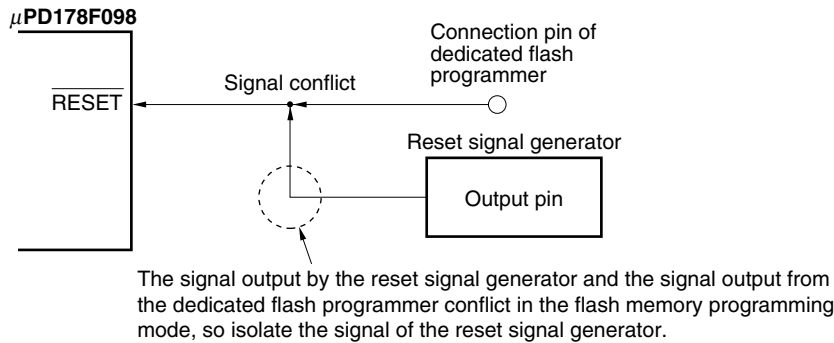 μPD178F098
Connection pin of
dedicated flash
programmer
Signal conflict
RESET
Reset signal generator
Output pin
The signal output by the reset signal generator and the signal output from
the dedicated flash programmer conflict in the flash memory programming
mode, so isolate the signal of the reset signal generator.